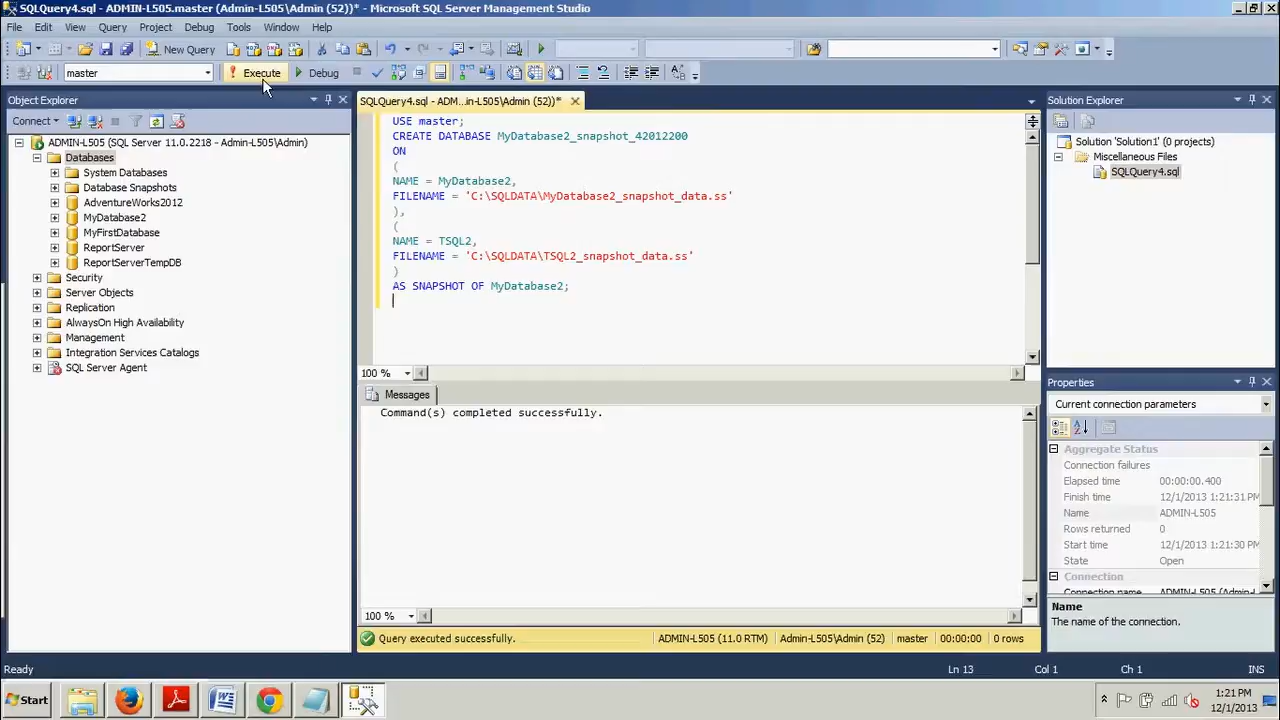 SQLQuery4.sql - ADMIN-L505.master (Admin-L505\Admin (52))* - Microsoft SQL Server Management Studio
File Edit View Query Project Debug Tools Window Help
New Query
master Execute Debug
Object Explorer
Connect
ADMIN-L505 (SQL Server 11.0.2218 - Admin-L505\Admin)
Databases
System Databases
Database Snapshots
AdventureWorks2012
MyDatabase2
MyFirstDatabase
ReportServer
ReportServerTempDB
Security
Server Objects
Replication
AlwaysOn High Availability
Management
Integration Services Catalogs
SQL Server Agent
SQLQuery4.sql - ADM...in-L505\Admin (52))*
USE master;
CREATE DATABASE MyDatabase2_snapshot_42012200
ON
(
NAME = MyDatabase2,
FILENAME = 'C:\SQLDATA\MyDatabase2_snapshot_data.ss'
),
(
NAME = TSQL2,
FILENAME = 'C:\SQLDATA\TSQL2_snapshot_data.ss'
)
AS SNAPSHOT OF MyDatabase2;
100 %
Messages
Command(s) completed successfully.
100 %
Query executed successfully. ADMIN-L505 (11.0 RTM) Admin-L505\Admin (52) master 00:00:00 0 rows
Solution Explorer
Solution 'Solution1' (0 projects)
Miscellaneous Files
SQLQuery4.sql
Properties
Current connection parameters
Aggregate Status
Connection failures
Elapsed time 00:00:00.400
Finish time 12/1/2013 1:21:31 PM
Name ADMIN-L505
Rows returned 0
Start time 12/1/2013 1:21:30 PM
State Open
Connection
Connection name ADMIN-L505 (Admin-L
Name
The name of the connection.
Ready Ln 13 Col 1 Ch 1 INS
Start 1:21 PM
12/1/2013